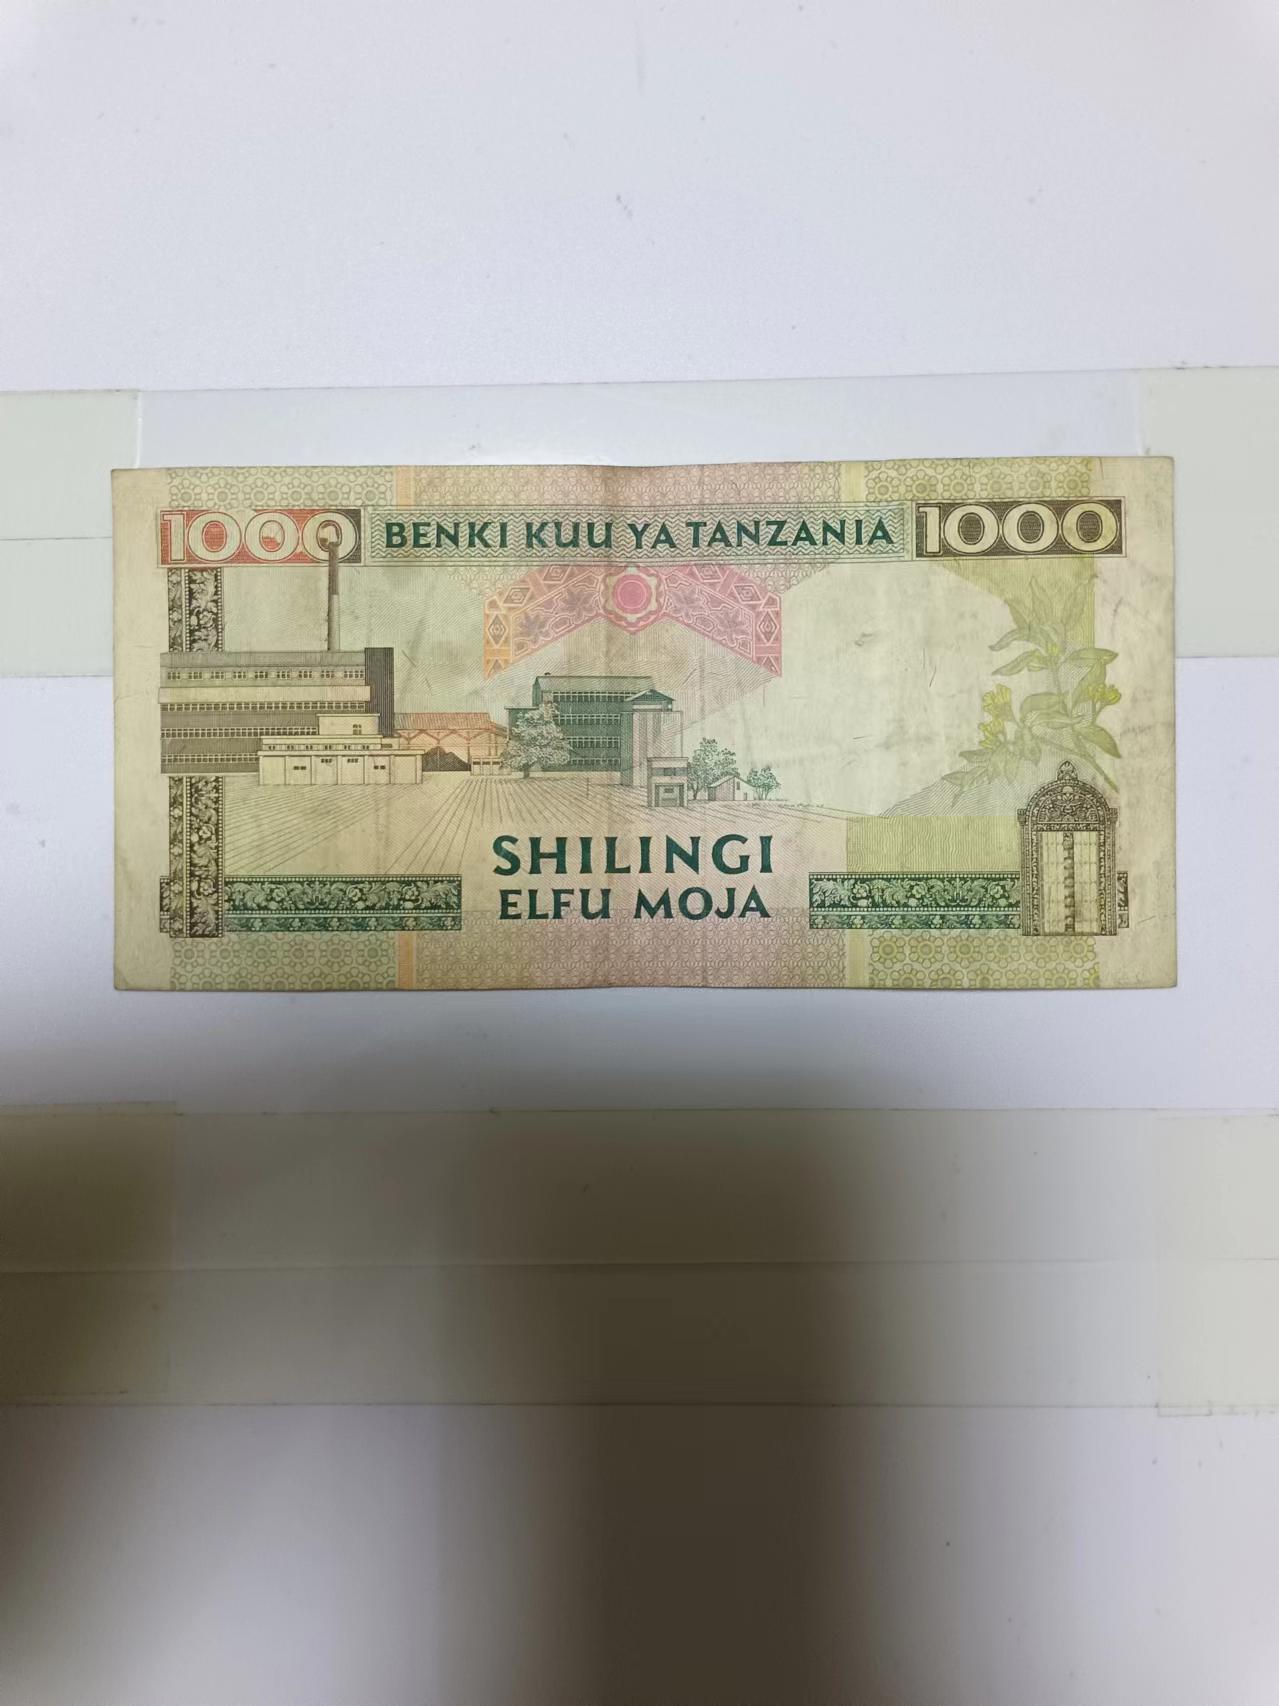 1000 BENKI KUU YA TANZANIA 1000
SHILINGI
ELFU MOJA